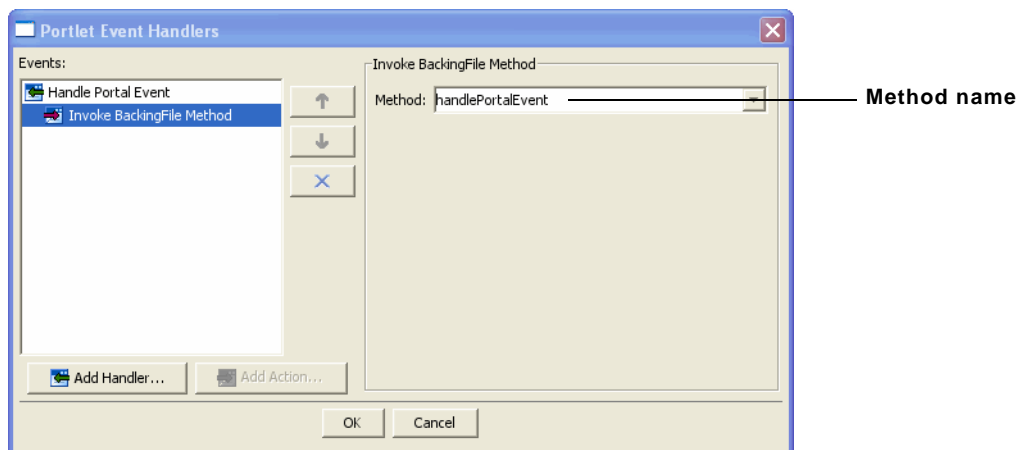 Portlet Event Handlers
Events:
Handle Portal Event
Invoke BackingFile Method
Add Handler...
Add Action...
Invoke BackingFile Method
Method: handlePortalEvent
Method name
OK
Cancel